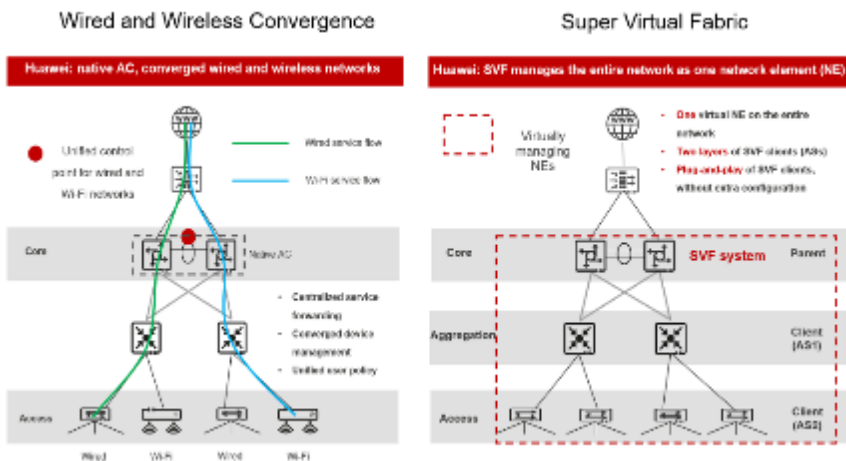 Wired and Wireless Convergence
Huawei: native AC, converged wired and wireless networks
WWW
Unified control
point for wired and
Wi-Fi networks
Wired service flow
Wi-Fi service flow
Core
Native AC
• Centralized service
forwarding
• Converged device
management
• Unified user policy
Access
Wired
Wi-Fi
Wired
Wi-Fi
Super Virtual Fabric
Huawei: SVF manages the entire network as one network element (NE)
Virtually
managing
NEs
WWW
• One virtual NE on the entire
network
• Two layers of SVF clients (ASs)
• Plug-and-play of SVF clients,
without extra configuration
Core
SVF system
Parent
Aggregation
Client
(AS1)
Access
Client
(AS2)